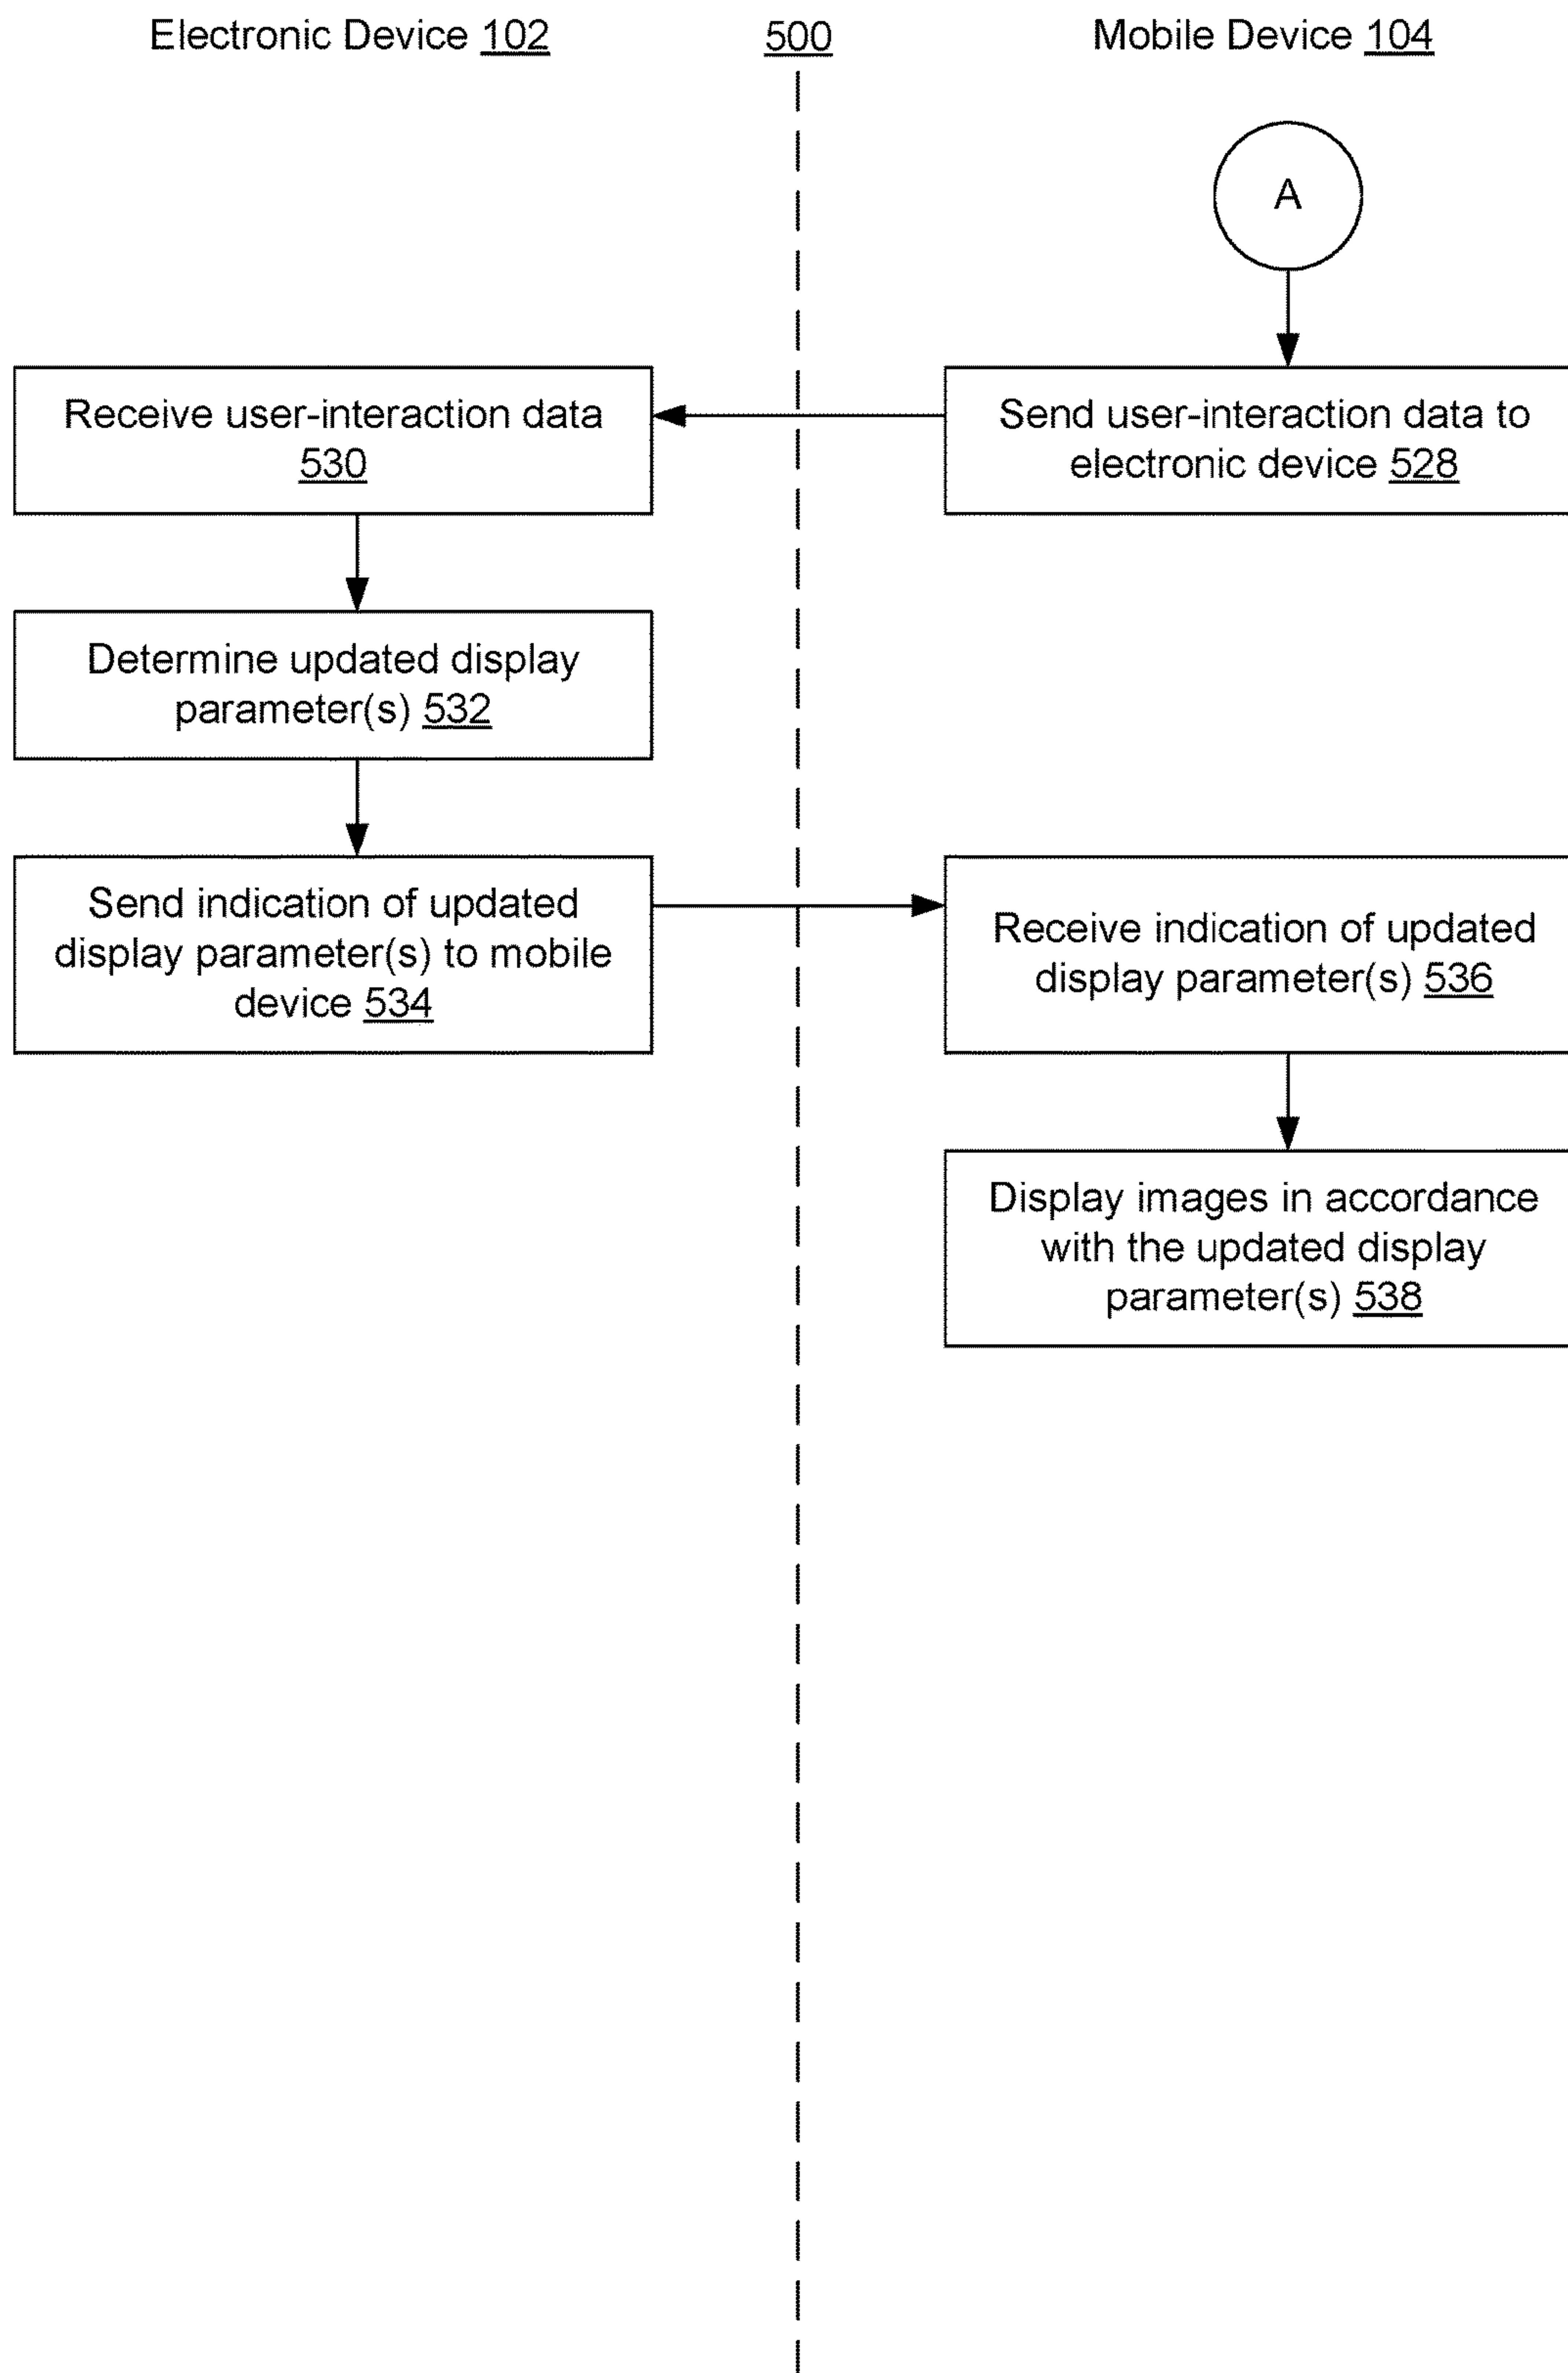 Electronic Device 102
500
Mobile Device 104
A
Receive user-interaction data
530
Send user-interaction data to
electronic device 528
Determine updated display
parameter(s) 532
Send indication of updated
display parameter(s) to mobile
device 534
Receive indication of updated
display parameter(s) 536
Display images in accordance
with the updated display
parameter(s) 538